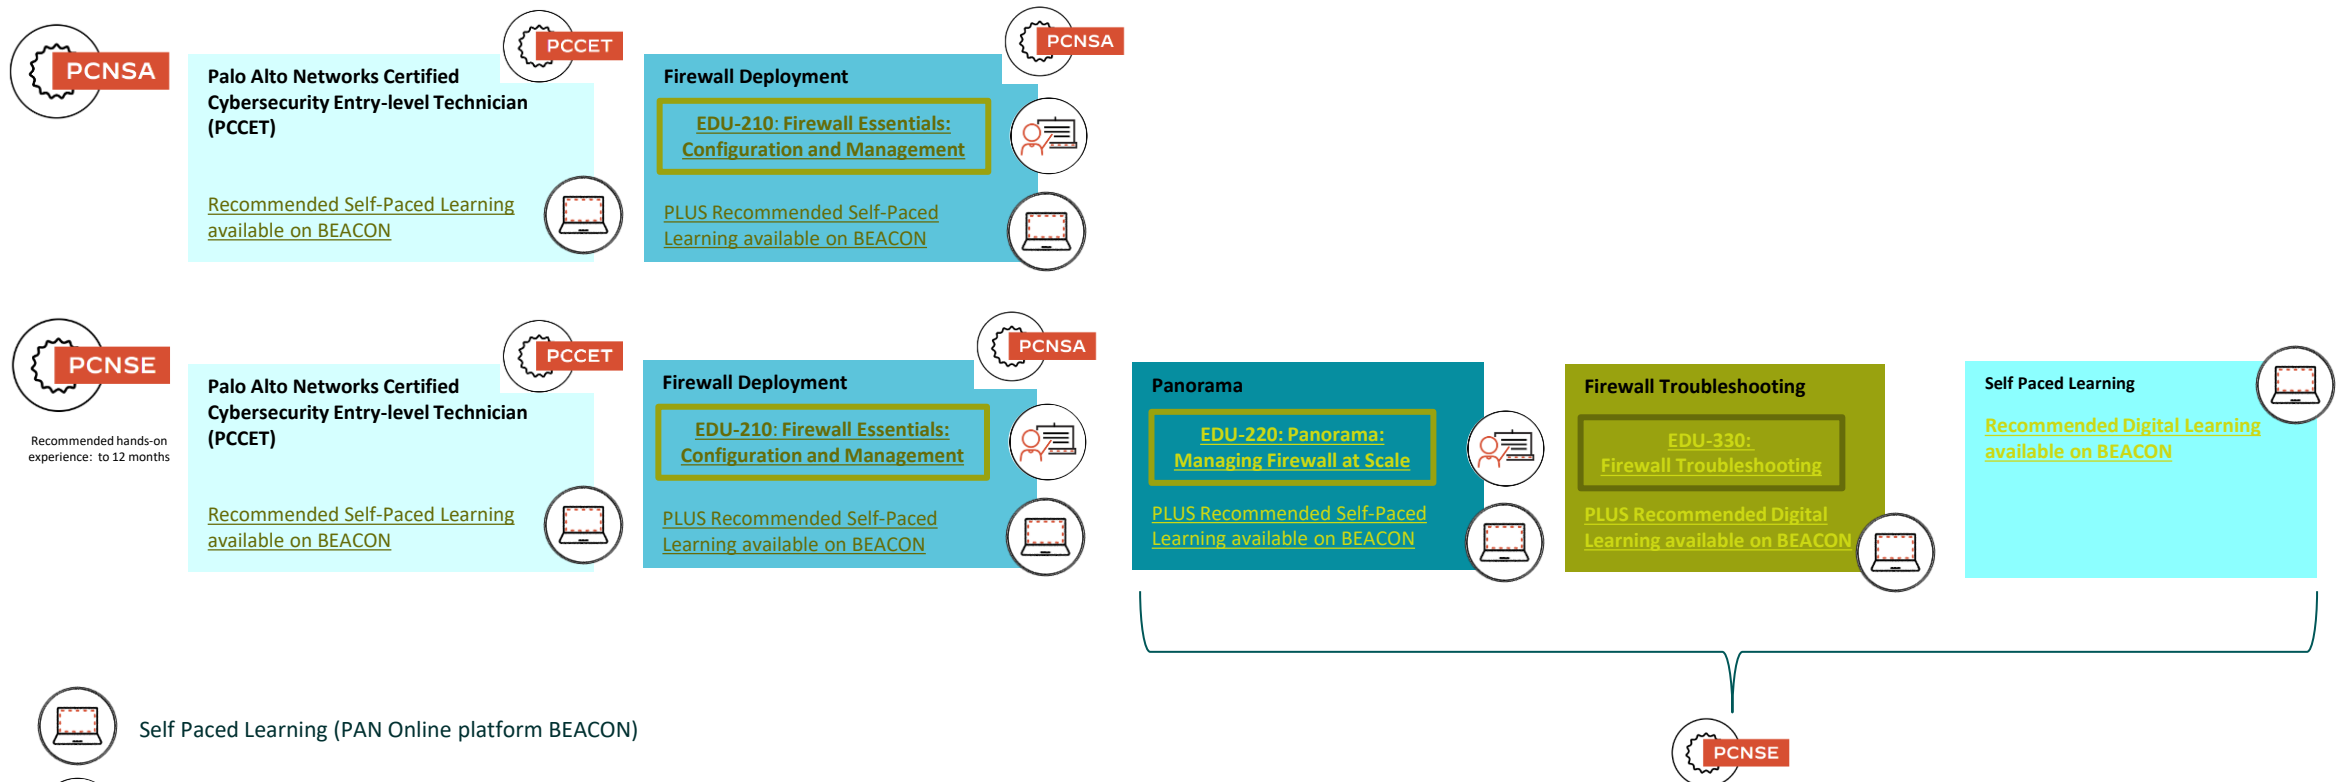 PCNSA
PCCET
Palo Alto Networks Certified
Cybersecurity Entry-level Technician
(PCCET)
Recommended Self-Paced Learning
available on BEACON
PCNSA
Firewall Deployment
EDU-210: Firewall Essentials:
Configuration and Management
PLUS Recommended Self-Paced
Learning available on BEACON
PCNSE
Recommended hands-on
experience: to 12 months
PCCET
Palo Alto Networks Certified
Cybersecurity Entry-level Technician
(PCCET)
Recommended Self-Paced Learning
available on BEACON
PCNSA
Firewall Deployment
EDU-210: Firewall Essentials:
Configuration and Management
PLUS Recommended Self-Paced
Learning available on BEACON
Panorama
EDU-220: Panorama:
Managing Firewall at Scale
PLUS Recommended Self-Paced
Learning available on BEACON
Firewall Troubleshooting
EDU-330:
Firewall Troubleshooting
PLUS Recommended Digital
Learning available on BEACON
Self Paced Learning
Recommended Digital Learning
available on BEACON
Self Paced Learning (PAN Online platform BEACON)
PCNSE